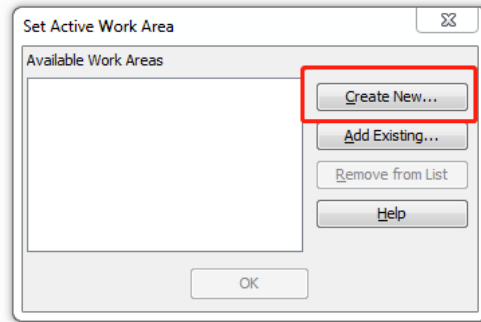 Set Active Work Area
Available Work Areas
Create New...
Add Existing...
Remove from List
Help
OK